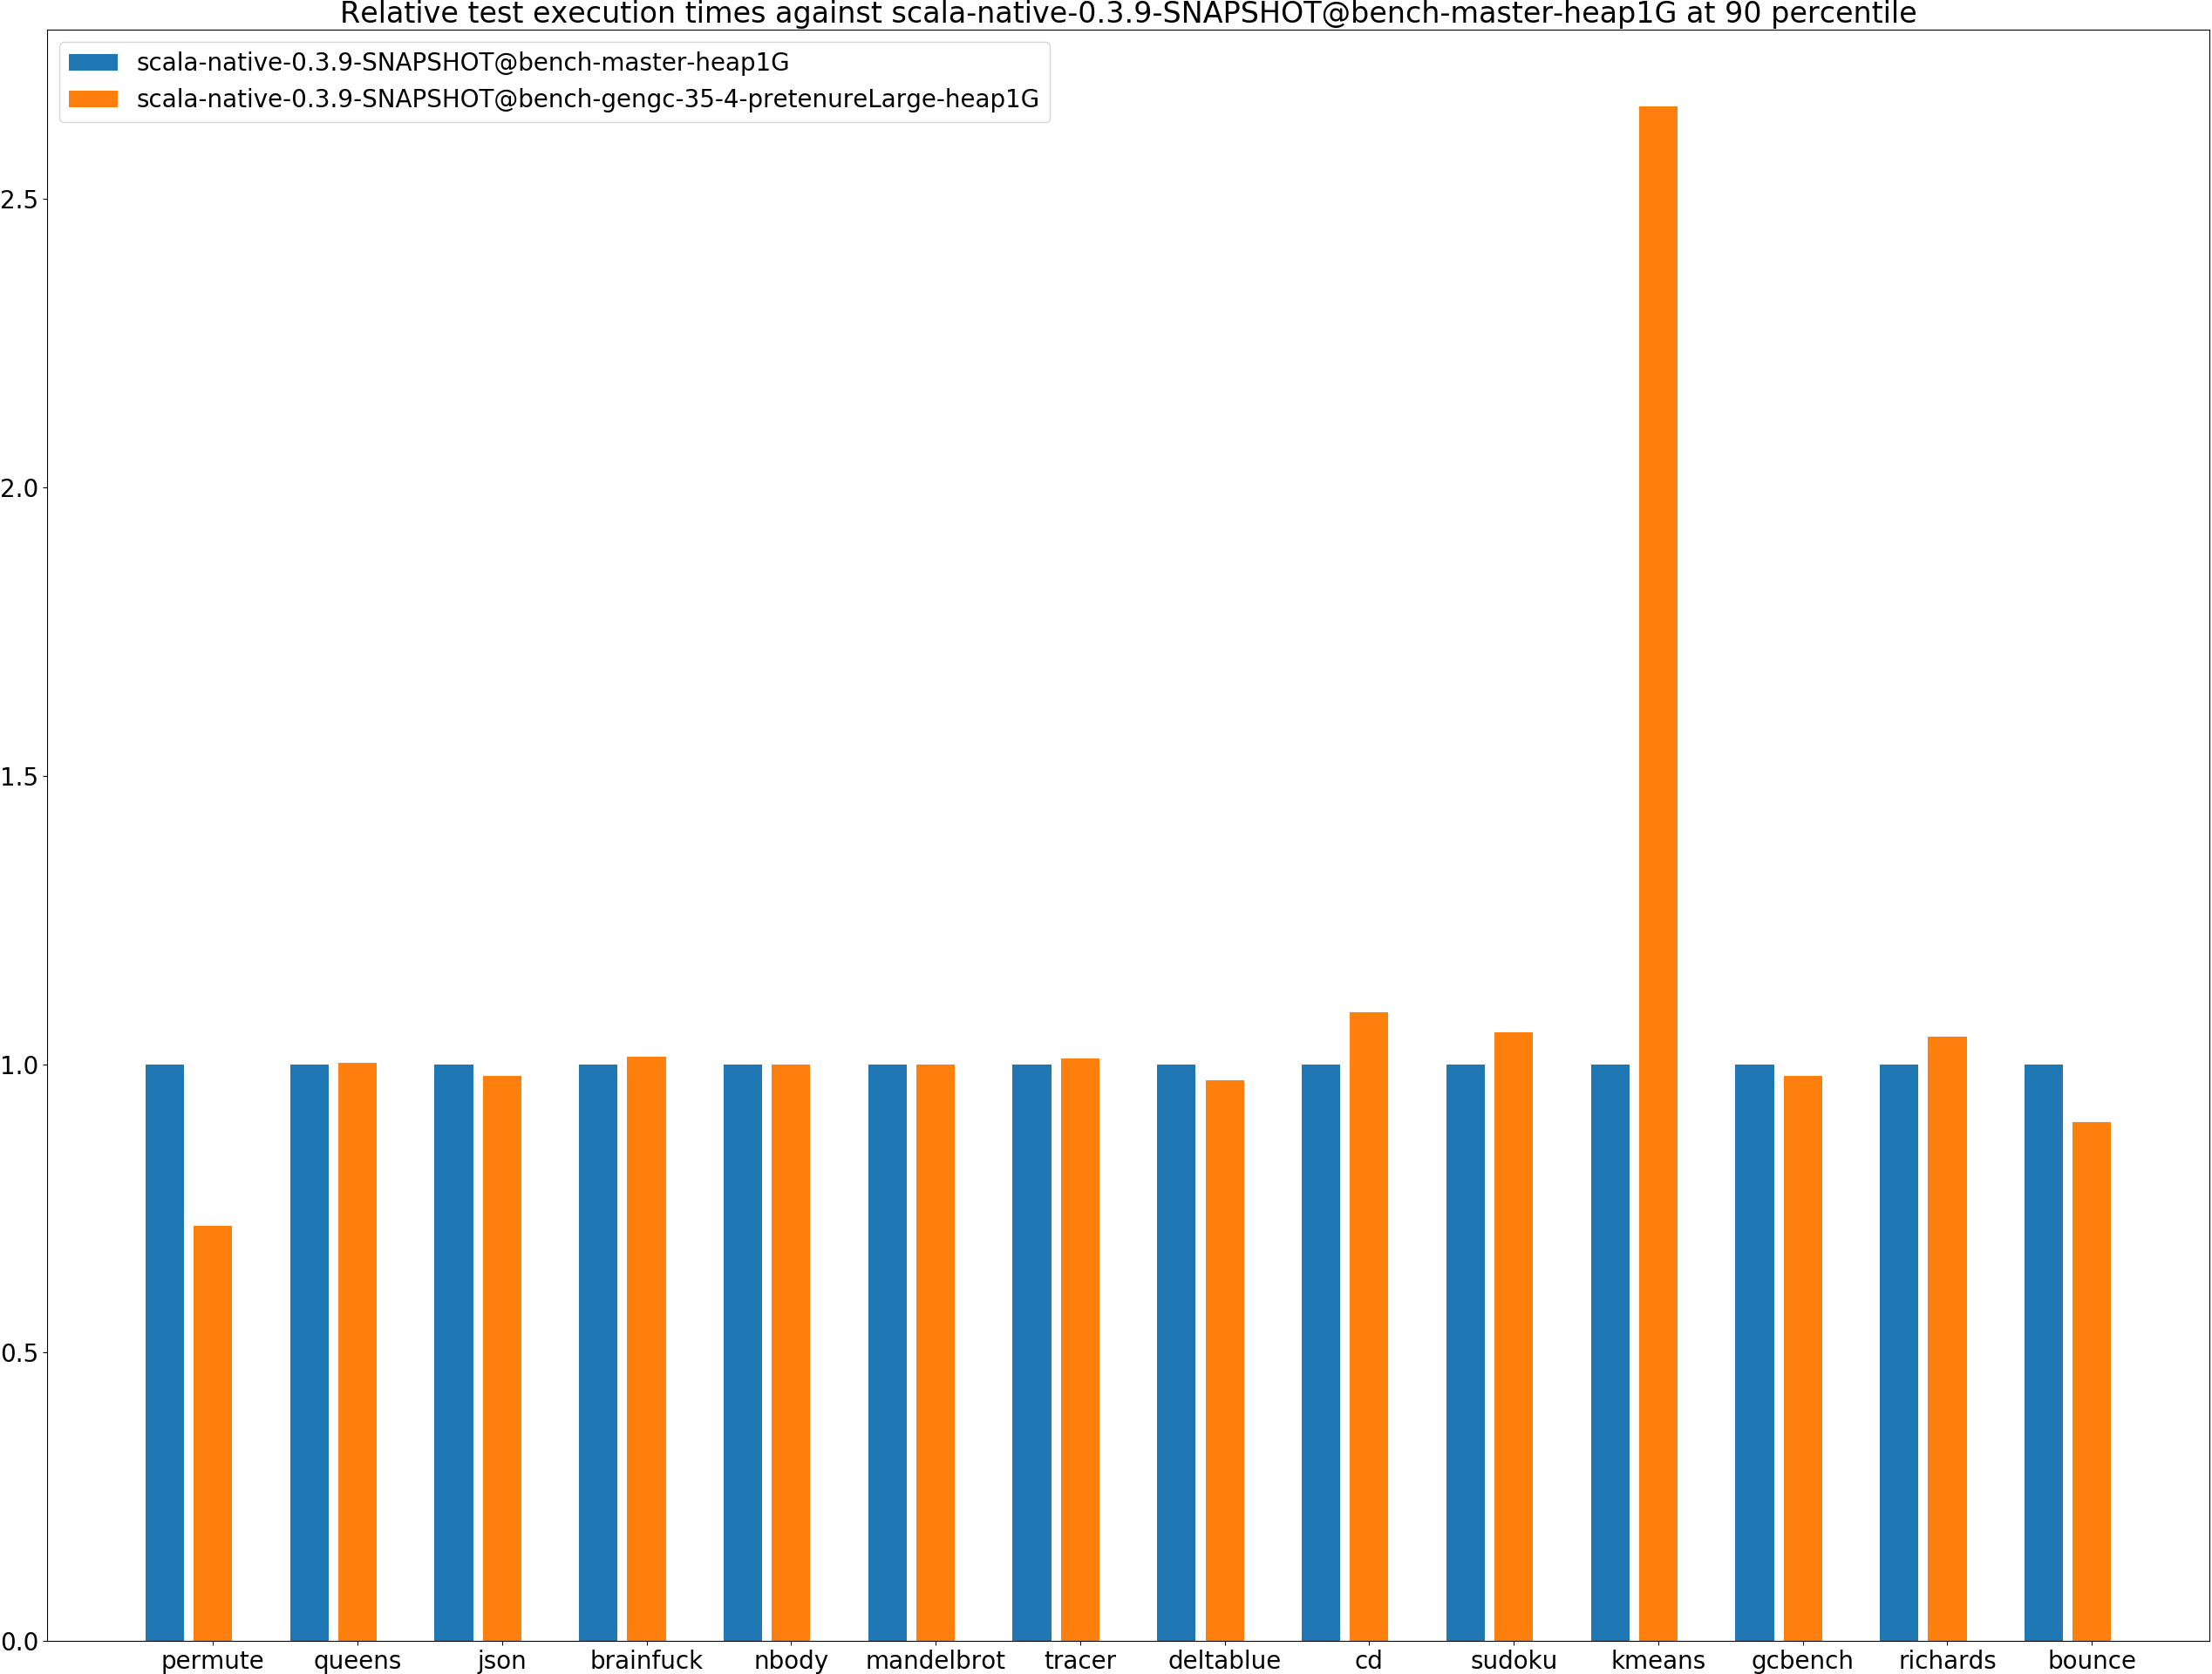 Relative test execution times against scala-native-0.3.9-SNAPSHOT@bench-master-heap1G at 90 percentile
scala-native-0.3.9-SNAPSHOT@bench-master-heap1G
scala-native-0.3.9-SNAPSHOT@bench-gengc-35-4-pretenureLarge-heap1G
2.5
2.0
1.5
1.0
0.5
0.0
permute queens json brainfuck nbody mandelbrot tracer deltablue cd sudoku kmeans gcbench richards bounce